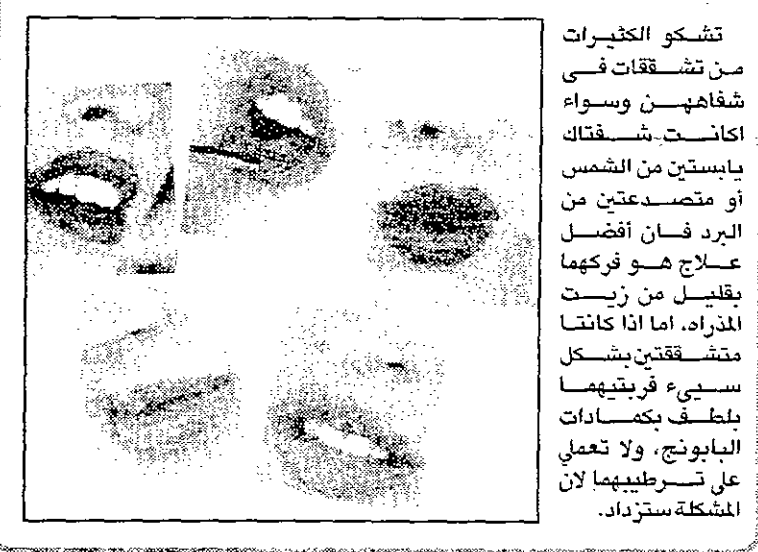 تشكو الكثيرات
من تشققات في
شفاههن وسواء
اكانت شفتاك
يابستين من الشمس
أو متصدعتين من
البرد فان أفضل
علاج هو فركهما
بقليل من زيت
الذراه، اما اذا كانتا
متشققتين بشكل
سيىء فربتيهما
بلطف بكمادات
البابونج، ولا تعملي
على ترطيبهما لان
المشكلة ستزداد.